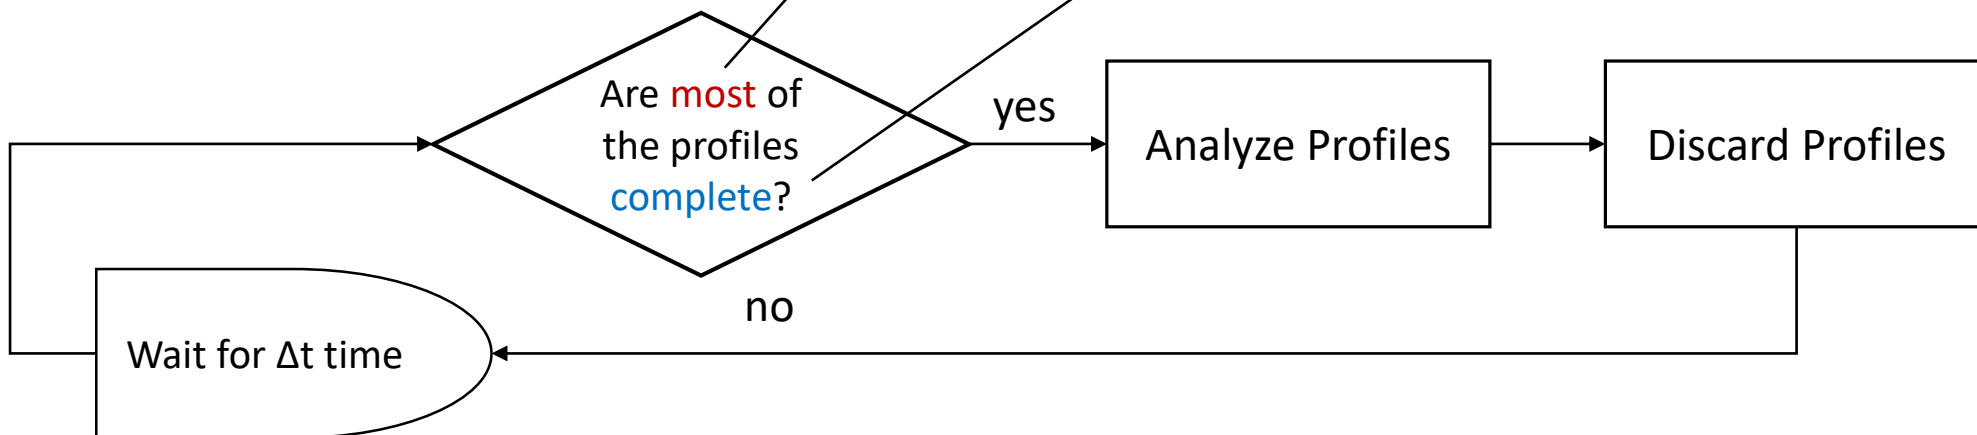 Are most of
the profiles
complete?
yes
Analyze Profiles
Discard Profiles
no
Wait for Δt time